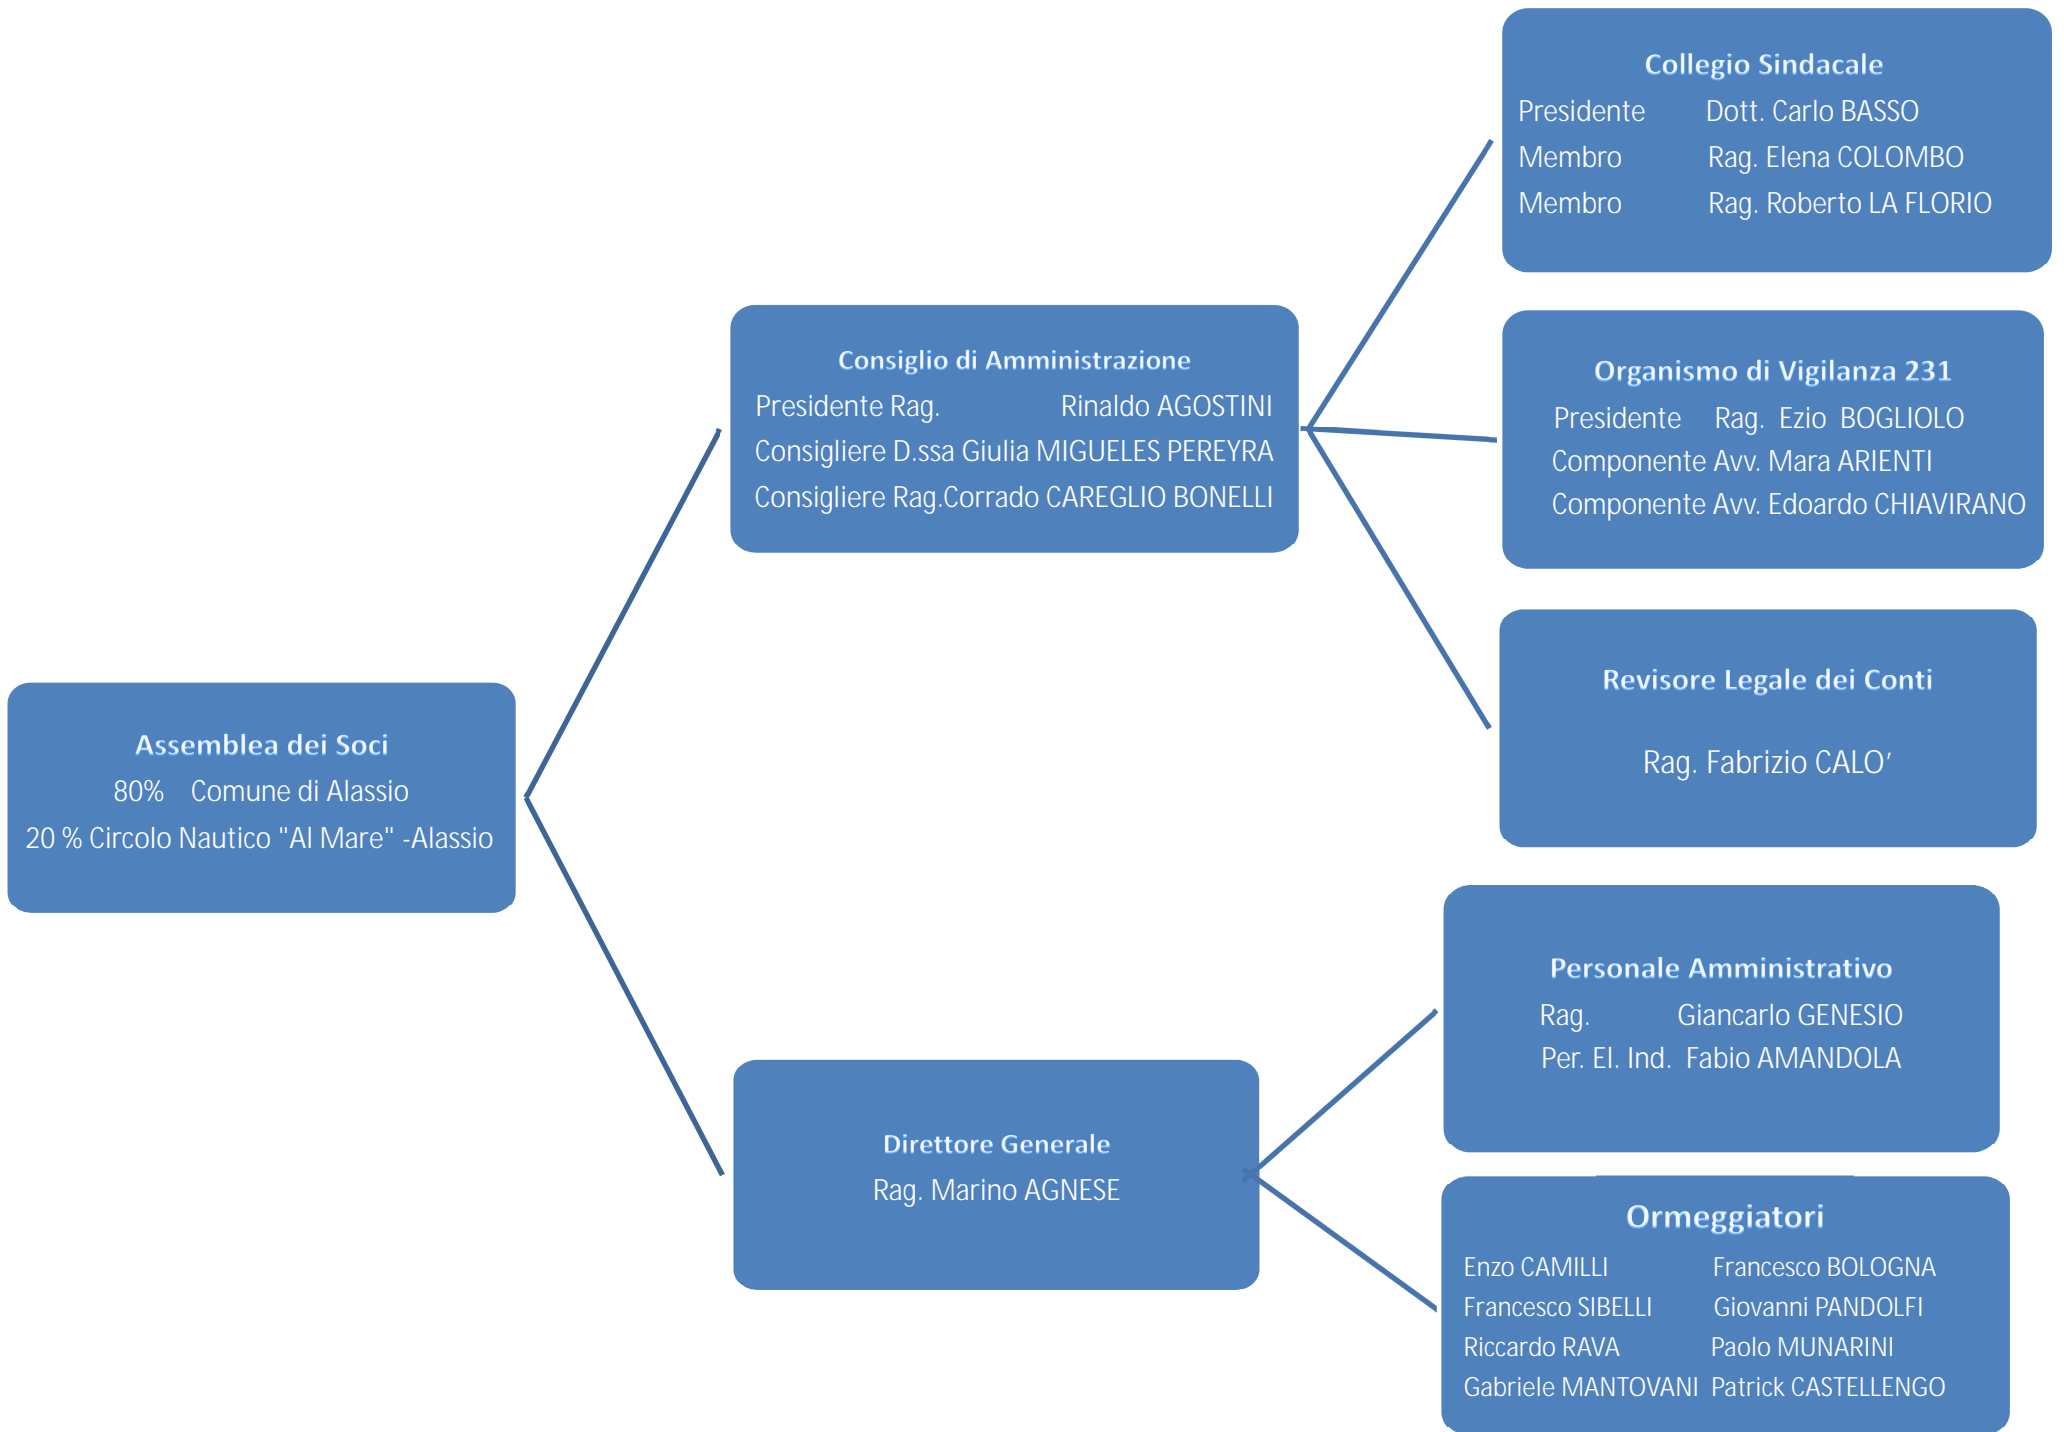 Collegio Sindacale
Presidente Dott. Carlo BASSO
Membro Rag. Elena COLOMBO
Membro Rag. Roberto LA FLORIO
Consiglio di Amministrazione
Presidente Rag. Rinaldo AGOSTINI
Consigliere D.ssa Giulia MIGUELES PEREYRA
Consigliere Rag.Corrado CAREGLIO BONELLI
Organismo di Vigilanza 231
Presidente Rag. Ezio BOGLIOLO
Componente Avv. Mara ARIENTI
Componente Avv. Edoardo CHIAVIRANO
Revisore Legale dei Conti
Rag. Fabrizio CALO'
Assemblea dei Soci
80% Comune di Alassio
20 % Circolo Nautico "Al Mare" -Alassio
Personale Amministrativo
Rag. Giancarlo GENESIO
Per. El. Ind. Fabio AMANDOLA
Direttore Generale
Rag. Marino AGNESE
Ormeggiatori
Enzo CAMILLI Francesco BOLOGNA
Francesco SIBELLI Giovanni PANDOLFI
Riccardo RAVA Paolo MUNARINI
Gabriele MANTOVANI Patrick CASTELLENGO